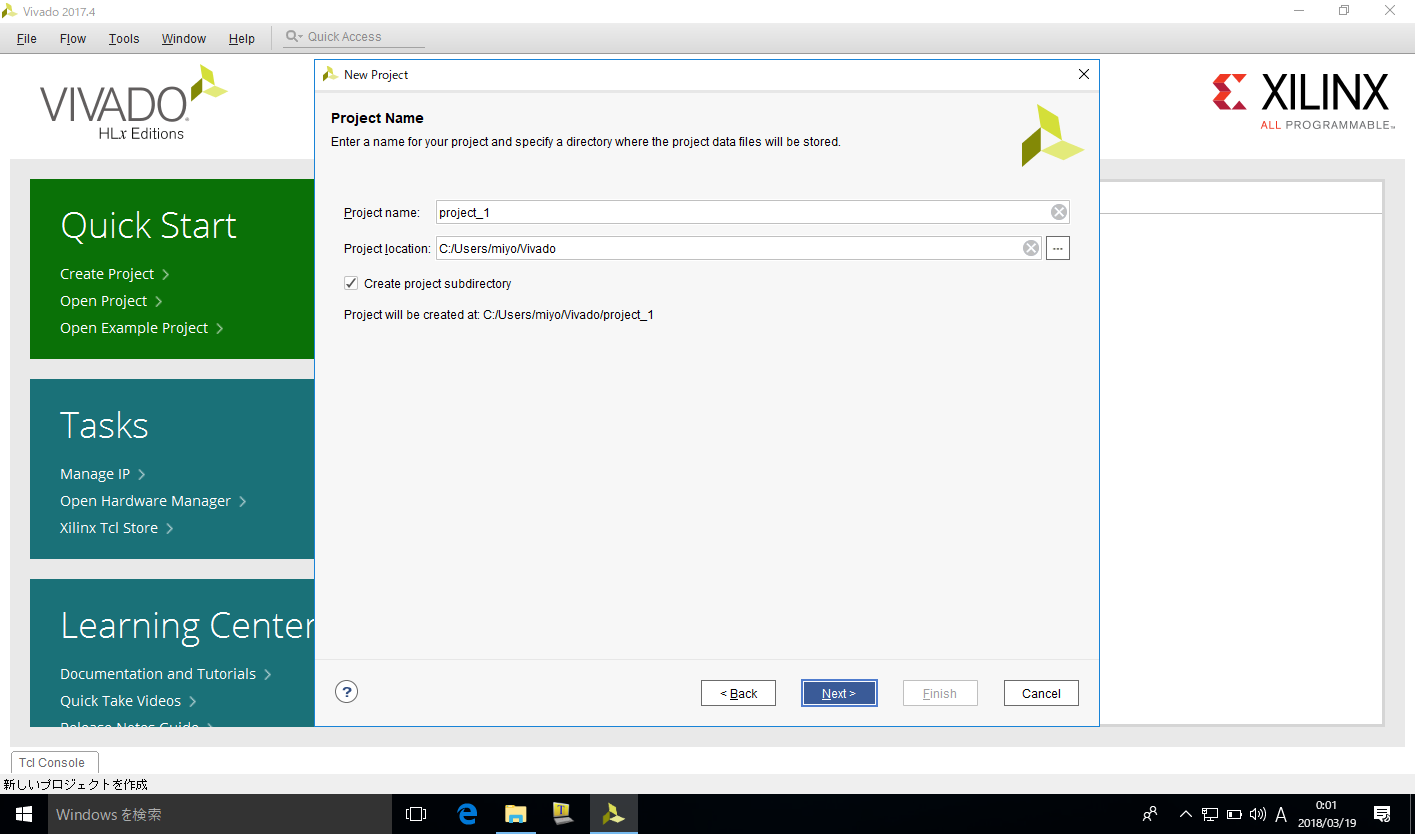 Vivado 2017.4
File Flow Tools Window Help Quick Access
VIVADO
HLx Editions
XILINX
ALL PROGRAMMABLE™
New Project
Project Name
Enter a name for your project and specify a directory where the project data files will be stored.
Project name: project_1
Project location: C:/Users/miyo/Vivado ...
Create project subdirectory
Project will be created at: C:/Users/miyo/Vivado/project_1
? < Back Next > Finish Cancel
Quick Start
Create Project >
Open Project >
Open Example Project >
Tasks
Manage IP >
Open Hardware Manager >
Xilinx Tcl Store >
Learning Center
Documentation and Tutorials >
Quick Take Videos >
Release Notes Guide >
Tcl Console
新しいプロジェクトを作成
Windows を検索
A
0:01
2018/03/19